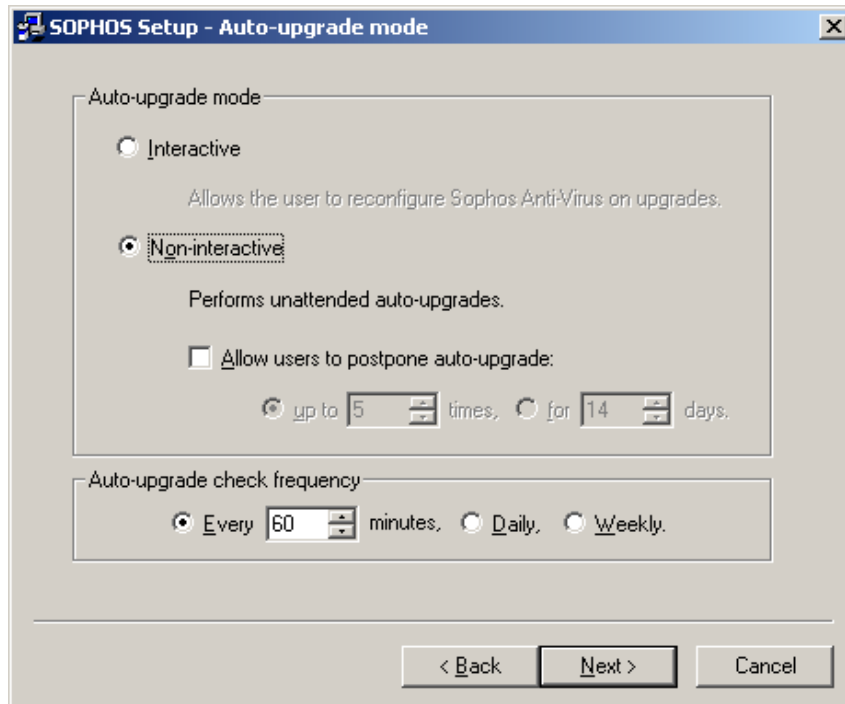 SOPHOS Setup - Auto-upgrade mode
Auto-upgrade mode
Interactive
Allows the user to reconfigure Sophos Anti-Virus on upgrades.
Non-interactive
Performs unattended auto-upgrades.
Allow users to postpone auto-upgrade:
up to 5 times, for 14 days.
Auto-upgrade check frequency
Every 60 minutes, Daily, Weekly.
< Back Next > Cancel